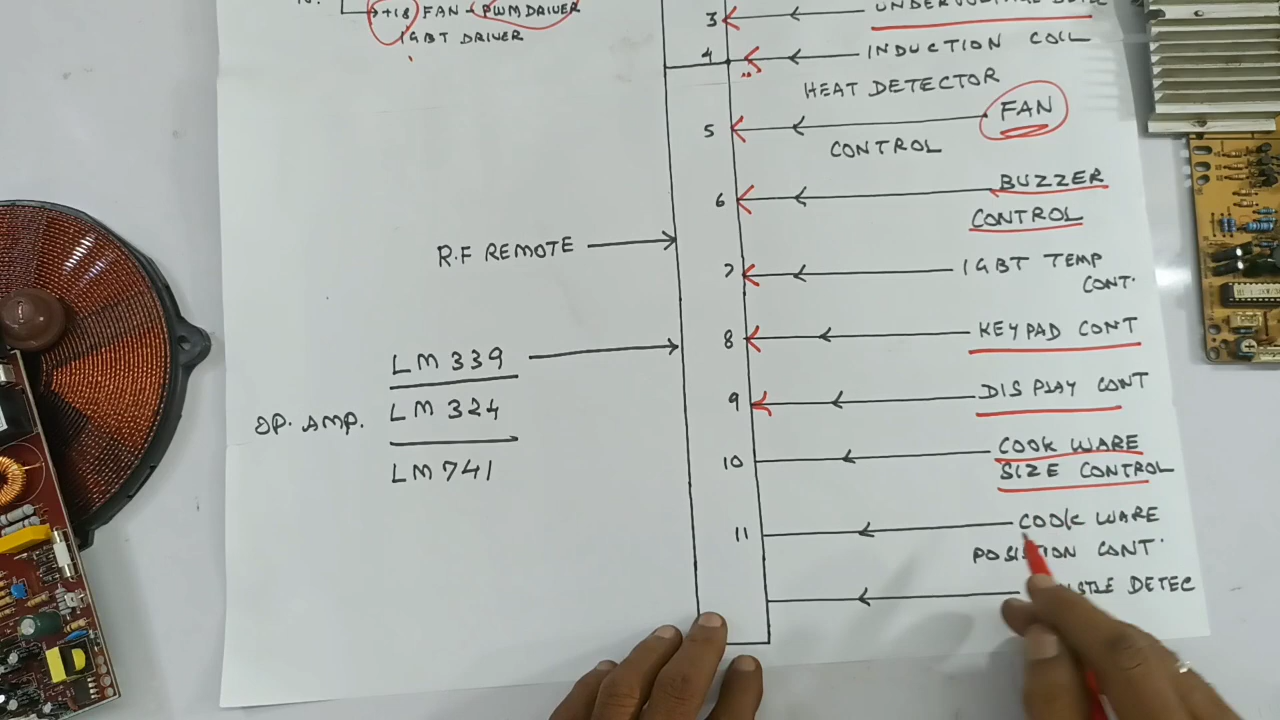 +18 FAN - PWM DRIVER
IGBT DRIVER
3
4 INDUCTION COIL
HEAT DETECTOR
5 FAN
CONTROL
6 BUZZER
CONTROL
R.F REMOTE
7 IGBT TEMP
CONT.
8 KEYPAD CONT
LM 339
9 DISPLAY CONT
OP. AMP. LM 324
10 COOK WARE
SIZE CONTROL
LM 741
11 COOK WARE
POSITION CONT.
DETEC